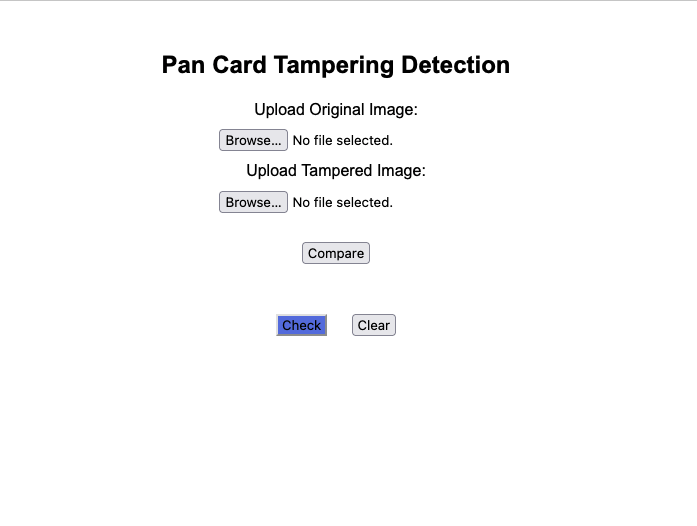 Pan Card Tampering Detection
Upload Original Image:
Browse... No file selected.
Upload Tampered Image:
Browse... No file selected.
Compare
Check Clear